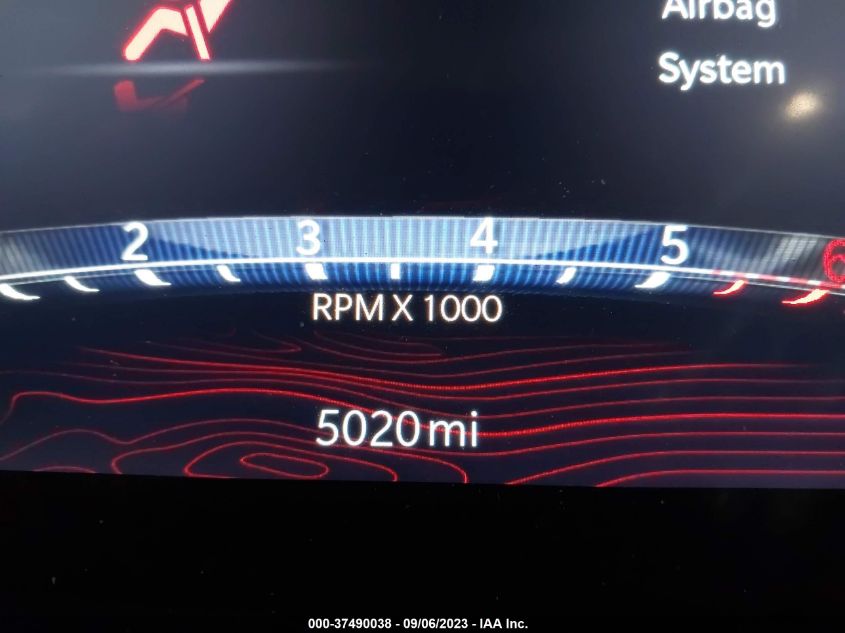 Airbag
System
2 3 4 5 6
RPM X 1000
5020 mi
000-37490038 - 09/06/2023 - IAA Inc.